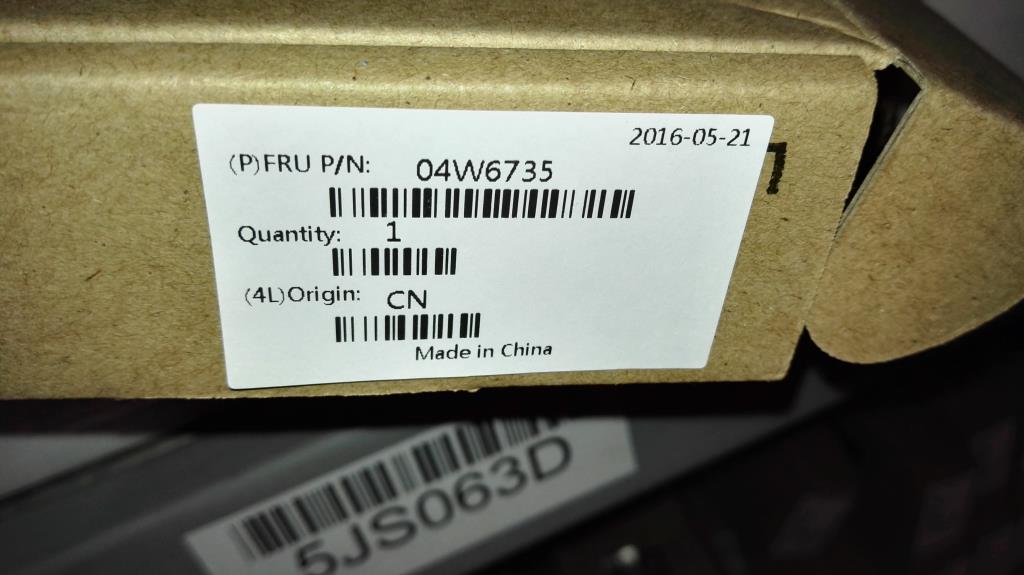 2016-05-21
(P)FRU P/N: 04W6735
Quantity: 1
(4L)Origin: CN
Made in China
5JS063D